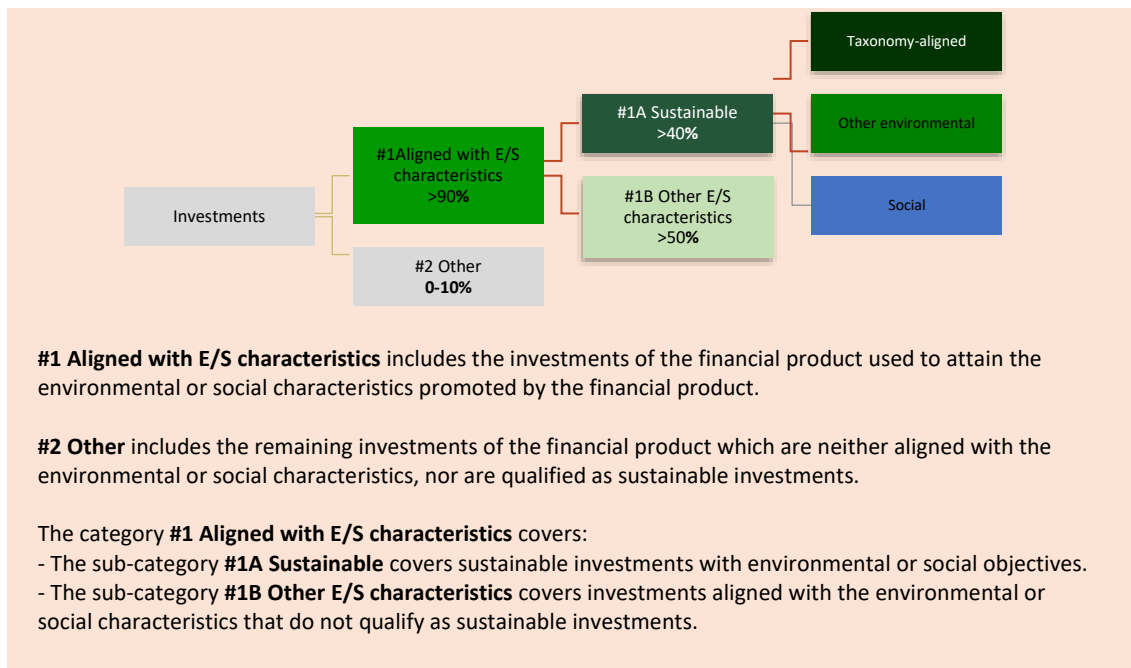 Taxonomy-aligned
#1A Sustainable
>40%
Other environmental
#1Aligned with E/S
characteristics
>90%
Investments
#1B Other E/S
characteristics
>50%
Social
#2 Other
0-10%
#1 Aligned with E/S characteristics includes the investments of the financial product used to attain the
environmental or social characteristics promoted by the financial product.
#2 Other includes the remaining investments of the financial product which are neither aligned with the
environmental or social characteristics, nor are qualified as sustainable investments.
The category #1 Aligned with E/S characteristics covers:
- The sub-category #1A Sustainable covers sustainable investments with environmental or social objectives.
- The sub-category #1B Other E/S characteristics covers investments aligned with the environmental or
social characteristics that do not qualify as sustainable investments.